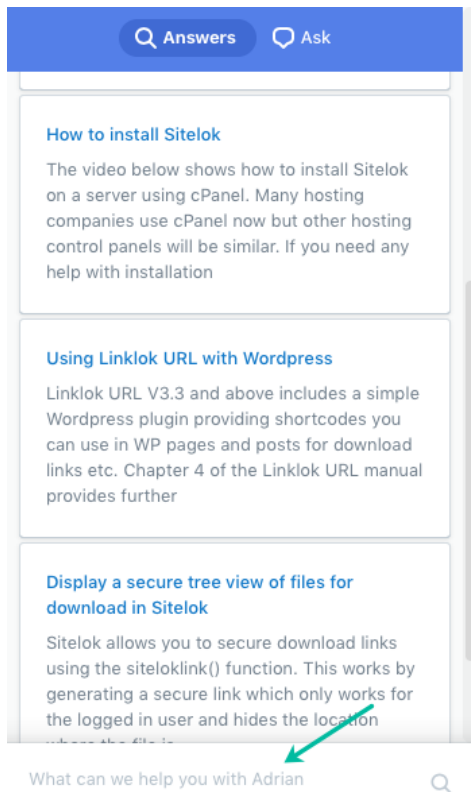 Answers
Ask
How to install Sitelok
The video below shows how to install Sitelok
on a server using cPanel. Many hosting
companies use cPanel now but other hosting
control panels will be similar. If you need any
help with installation
Using Linklok URL with Wordpress
Linklok URL V3.3 and above includes a simple
Wordpress plugin providing shortcodes you
can use in WP pages and posts for download
links etc. Chapter 4 of the Linklok URL manual
provides further
Display a secure tree view of files for
download in Sitelok
Sitelok allows you to secure download links
using the siteloklink() function. This works by
generating a secure link which only works for
the logged in user and hides the location
where the file is
What can we help you with Adrian